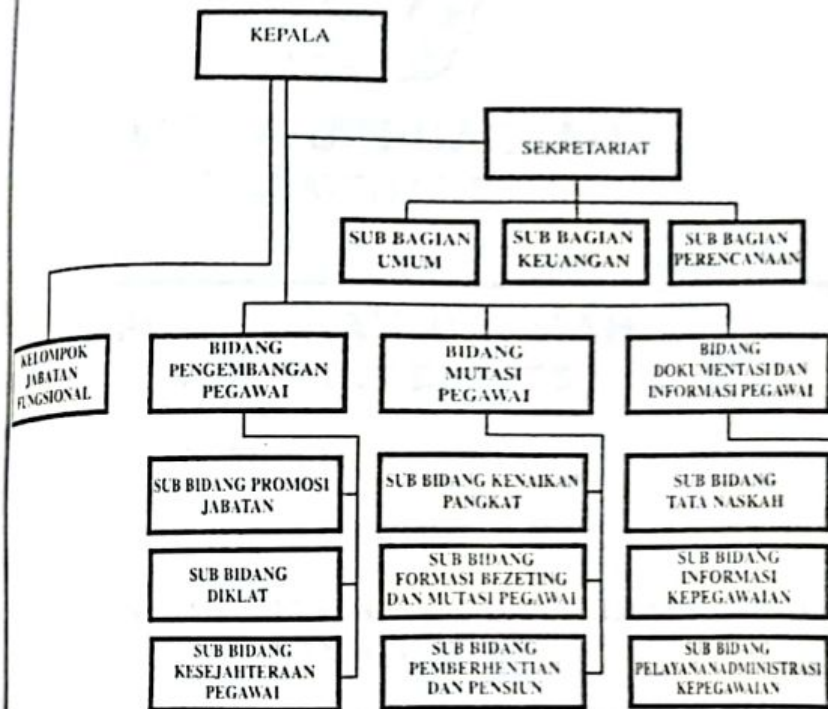 KEPALA
SEKRETARIAT
SUB BAGIAN
UMUM
SUB BAGIAN
KEUANGAN
SUB BAGIAN
PERENCANAAN
KELOMPOK
JABATAN
FUNGSIONAL
BIDANG
PENGEMBANGAN
PEGAWAI
BIDANG
MUTASI
PEGAWAI
BIDANG
DOKUMENTASI DAN
INFORMASI PEGAWAI
SUB BIDANG PROMOSI
JABATAN
SUB BIDANG KENAIKAN
PANGKAT
SUB BIDANG
TATA NASKAH
SUB BIDANG
DIKLAT
SUB BIDANG
FORMASI BEZETING
DAN MUTASI PEGAWAI
SUB BIDANG
INFORMASI
KEPEGAWAIAN
SUB BIDANG
KESEJAHTERAAN
PEGAWAI
SUB BIDANG
PEMBERHENTIAN
DAN PENSIUN
SUB BIDANG
PELAYANANADMINISTRASI
KEPEGAWAIAN